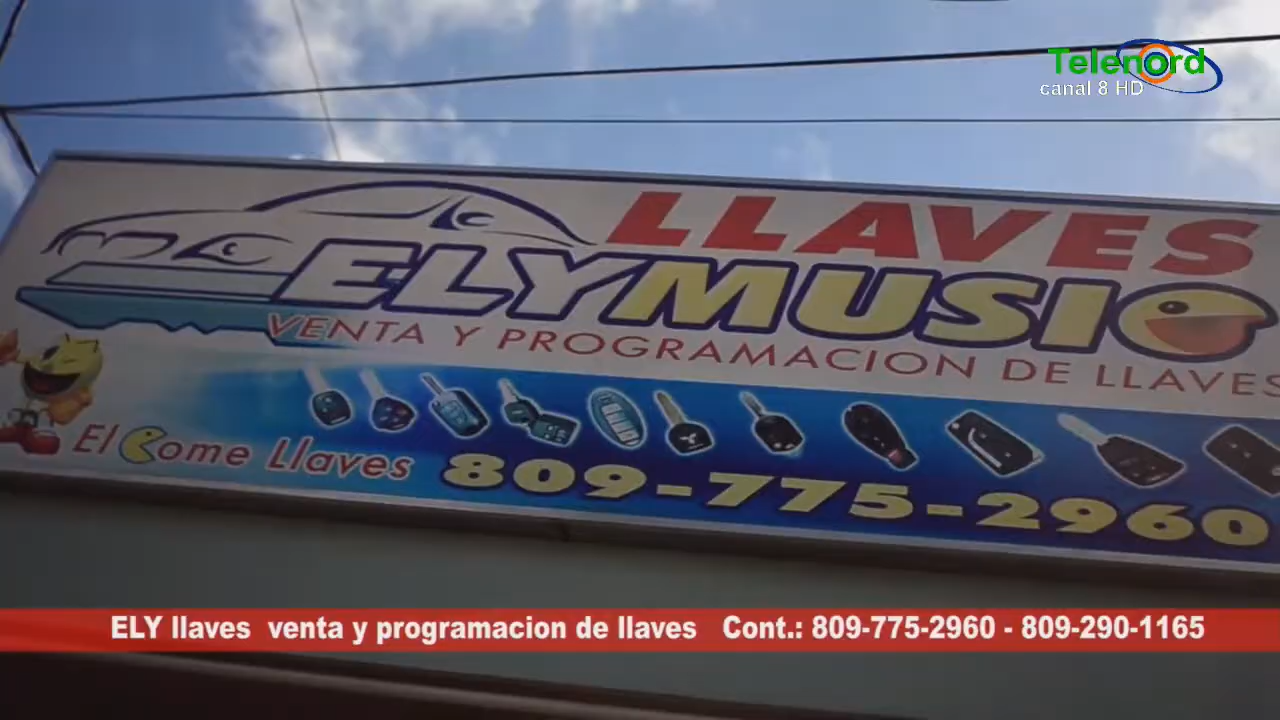 Telenord
canal 8 HD
LLAVES
ELYMUSIC
VENTA Y PROGRAMACION DE LLAVES
El Come Llaves
809-775-2960
ELY llaves venta y programacion de llaves Cont.: 809-775-2960 - 809-290-1165